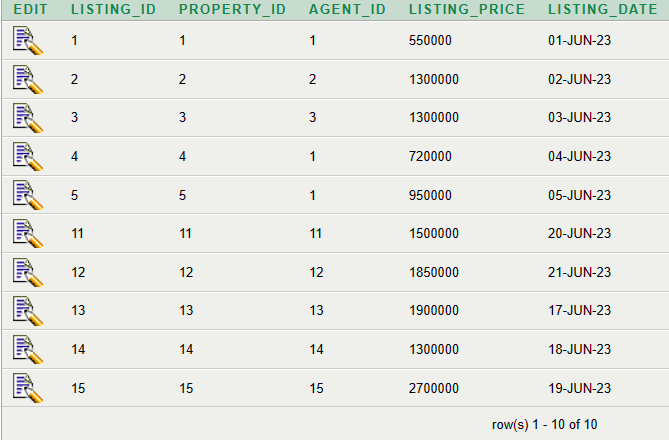 EDIT LISTING_ID PROPERTY_ID AGENT_ID LISTING_PRICE LISTING_DATE
1 1 1 550000 01-JUN-23
2 2 2 1300000 02-JUN-23
3 3 3 1300000 03-JUN-23
4 4 1 720000 04-JUN-23
5 5 1 950000 05-JUN-23
11 11 11 1500000 20-JUN-23
12 12 12 1850000 21-JUN-23
13 13 13 1900000 17-JUN-23
14 14 14 1300000 18-JUN-23
15 15 15 2700000 19-JUN-23
row(s) 1 - 10 of 10